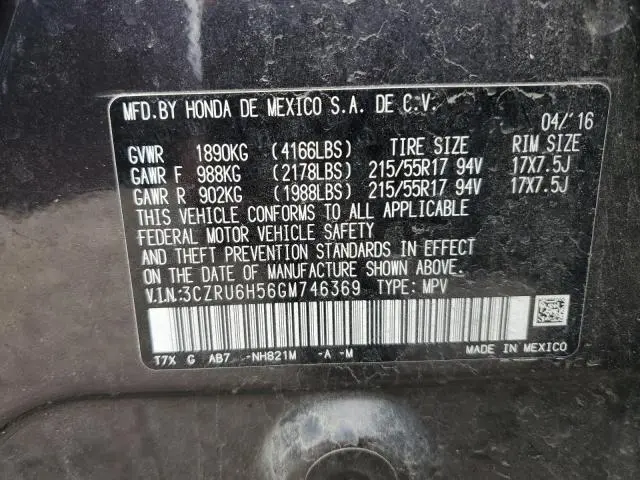 MFD.BY HONDA DE MEXICO S.A. DE C.V.
04/'16
GVWR 1890KG (4166LBS) TIRE SIZE RIM SIZE
GAWR F 988KG (2178LBS) 215/55R17 94V 17X7.5J
GAWR R 902KG (1988LBS) 215/55R17 94V 17X7.5J
THIS VEHICLE CONFORMS TO ALL APPLICABLE
FEDERAL MOTOR VEHICLE SAFETY
AND THEFT PREVENTION STANDARDS IN EFFECT
ON THE DATE OF MANUFACTURE SHOWN ABOVE.
V.I.N:3CZRU6H56GM746369 TYPE: MPV
T7X G AB7 -NH821M -A -M MADE IN MEXICO